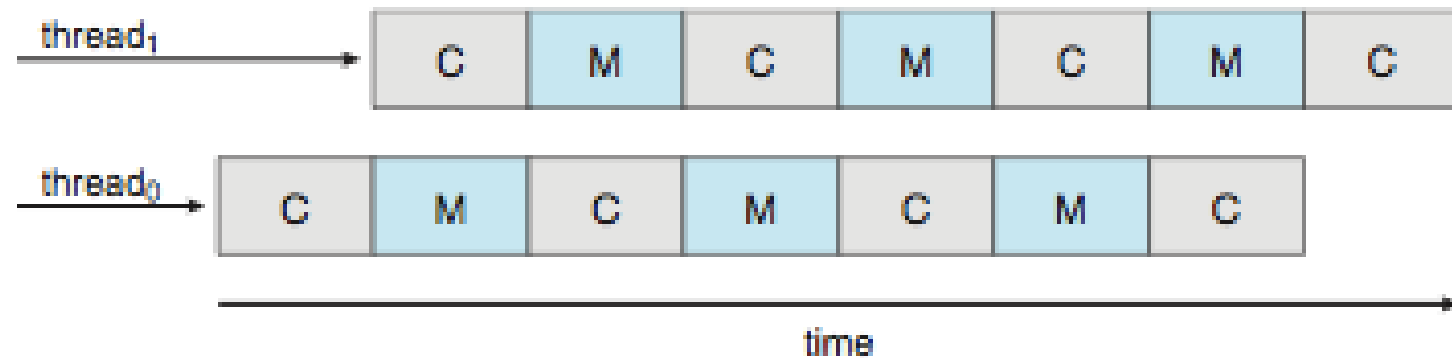 thread₁ C M C M C M C
thread₀ C M C M C M C
time